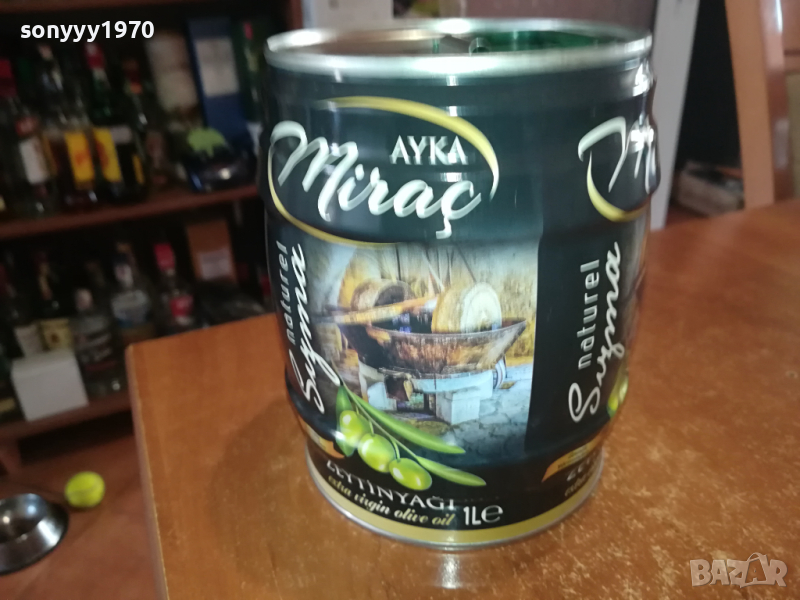 sonyyy1970
AYKA
Miraç
naturel
Sızma
ZEYTİNYAĞI
extra virgin olive oil
1L e
naturel
Sızma
BAZAR